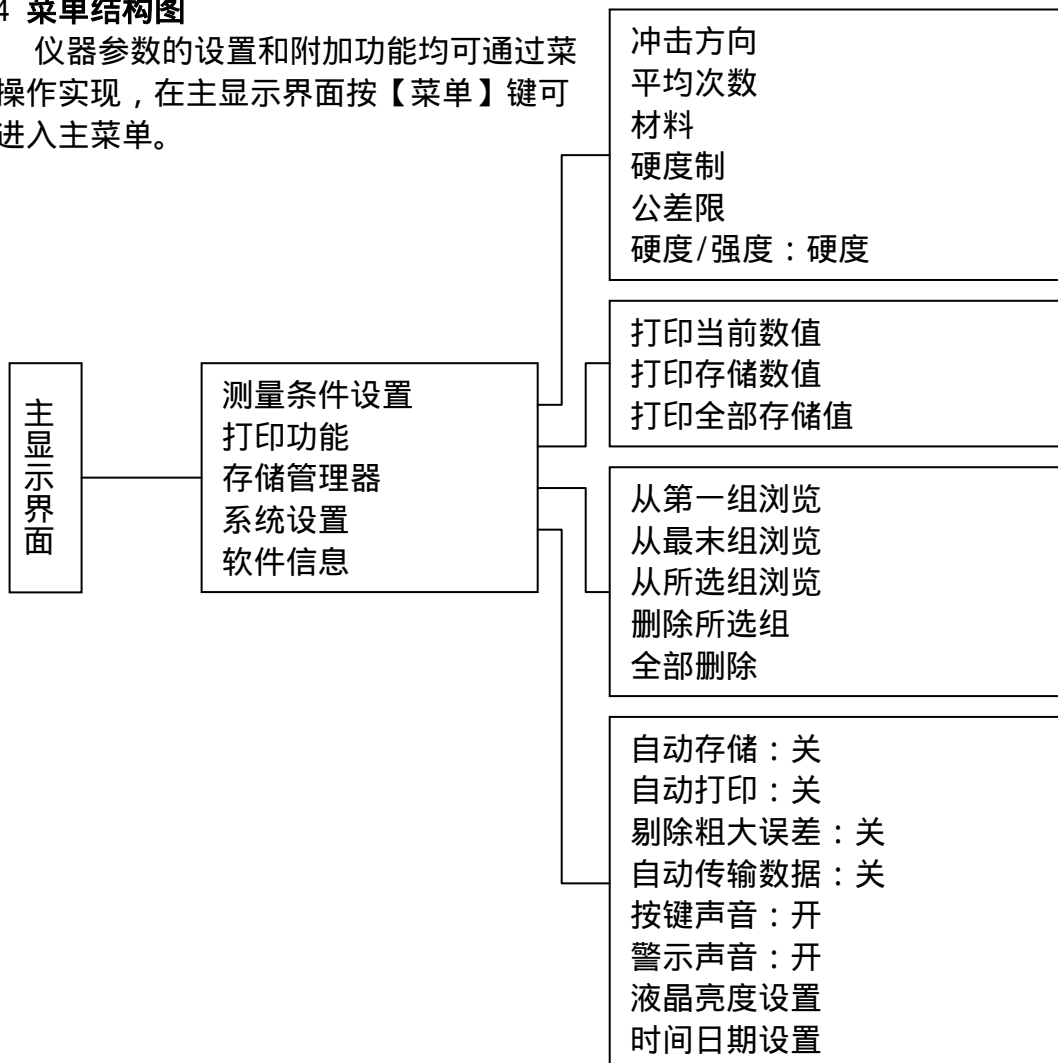 4 菜单结构图
仪器参数的设置和附加功能均可通过菜
操作实现，在主显示界面按【菜单】键可
进入主菜单。
主显示界面
测量条件设置
打印功能
存储管理器
系统设置
软件信息
冲击方向
平均次数
材料
硬度制
公差限
硬度/强度：硬度
打印当前数值
打印存储数值
打印全部存储值
从第一组浏览
从最末组浏览
从所选组浏览
删除所选组
全部删除
自动存储：关
自动打印：关
剔除粗大误差：关
自动传输数据：关
按键声音：开
警示声音：开
液晶亮度设置
时间日期设置